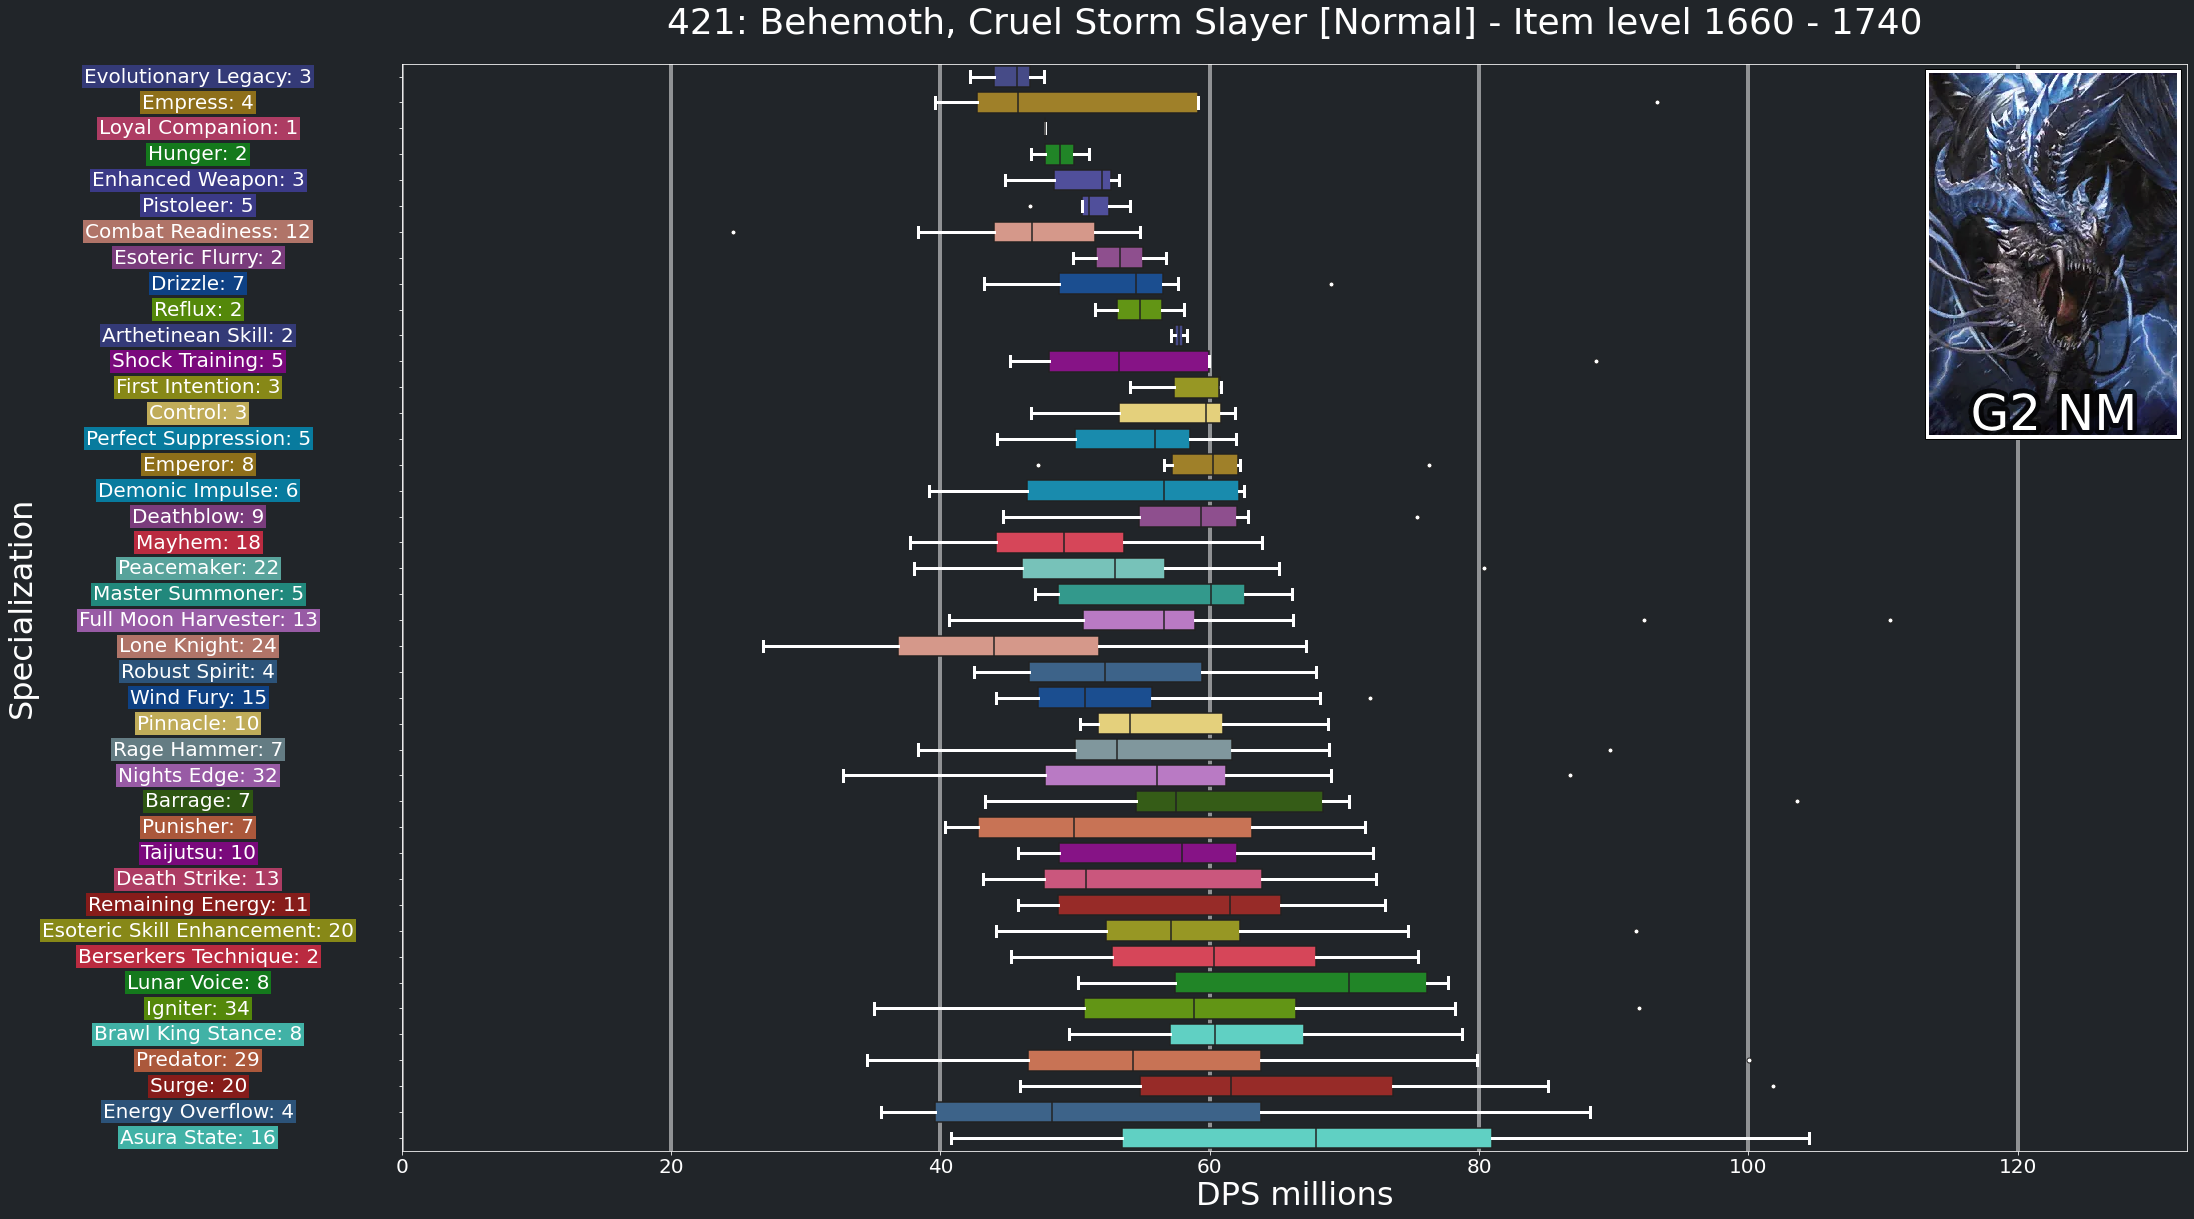 421: Behemoth, Cruel Storm Slayer [Normal] - Item level 1660 - 1740
Evolutionary Legacy: 3
Empress: 4
Loyal Companion: 1
Hunger: 2
Enhanced Weapon: 3
Pistoleer: 5
Combat Readiness: 12
Esoteric Flurry: 2
Drizzle: 7
Reflux: 2
Arthetinean Skill: 2
Shock Training: 5
First Intention: 3
Control: 3
Perfect Suppression: 5
Emperor: 8
Demonic Impulse: 6
Deathblow: 9
Mayhem: 18
Peacemaker: 22
Master Summoner: 5
Full Moon Harvester: 13
Lone Knight: 24
Robust Spirit: 4
Wind Fury: 15
Pinnacle: 10
Rage Hammer: 7
Nights Edge: 32
Barrage: 7
Punisher: 7
Taijutsu: 10
Death Strike: 13
Remaining Energy: 11
Esoteric Skill Enhancement: 20
Berserkers Technique: 2
Lunar Voice: 8
Igniter: 34
Brawl King Stance: 8
Predator: 29
Surge: 20
Energy Overflow: 4
Asura State: 16
Specialization
G2 NM
0 20 40 60 80 100 120
DPS millions